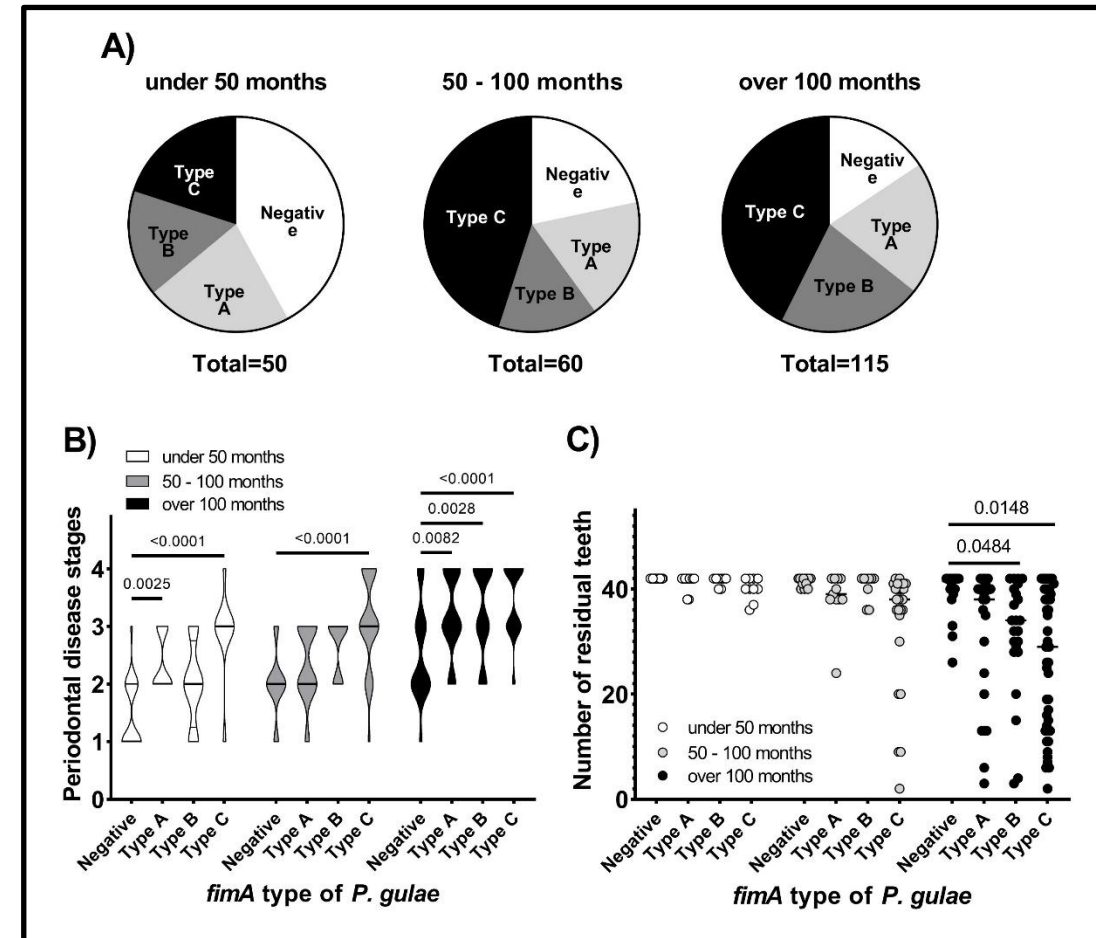 A)
under 50 months
50 - 100 months
over 100 months
Type
C
Negativ
e
Type
B
Type
A
Negativ
e
Type C
Type
A
Type B
Negativ
e
Type C
Type
A
Type B
Total=50
Total=60
Total=115
B)
under 50 months
50 - 100 months
over 100 months
<0.0001
0.0025
<0.0001
<0.0001
0.0028
0.0082
Periodontal disease stages
4
3
2
1
0
Negative
Type A
Type B
Type C
Negative
Type A
Type B
Type C
Negative
Type A
Type B
Type C
fimA type of P. gulae
C)
0.0148
0.0484
Number of residual teeth
40
20
0
under 50 months
50 - 100 months
over 100 months
Negative
Type A
Type B
Type C
Negative
Type A
Type B
Type C
Negative
Type A
Type B
Type C
fimA type of P. gulae